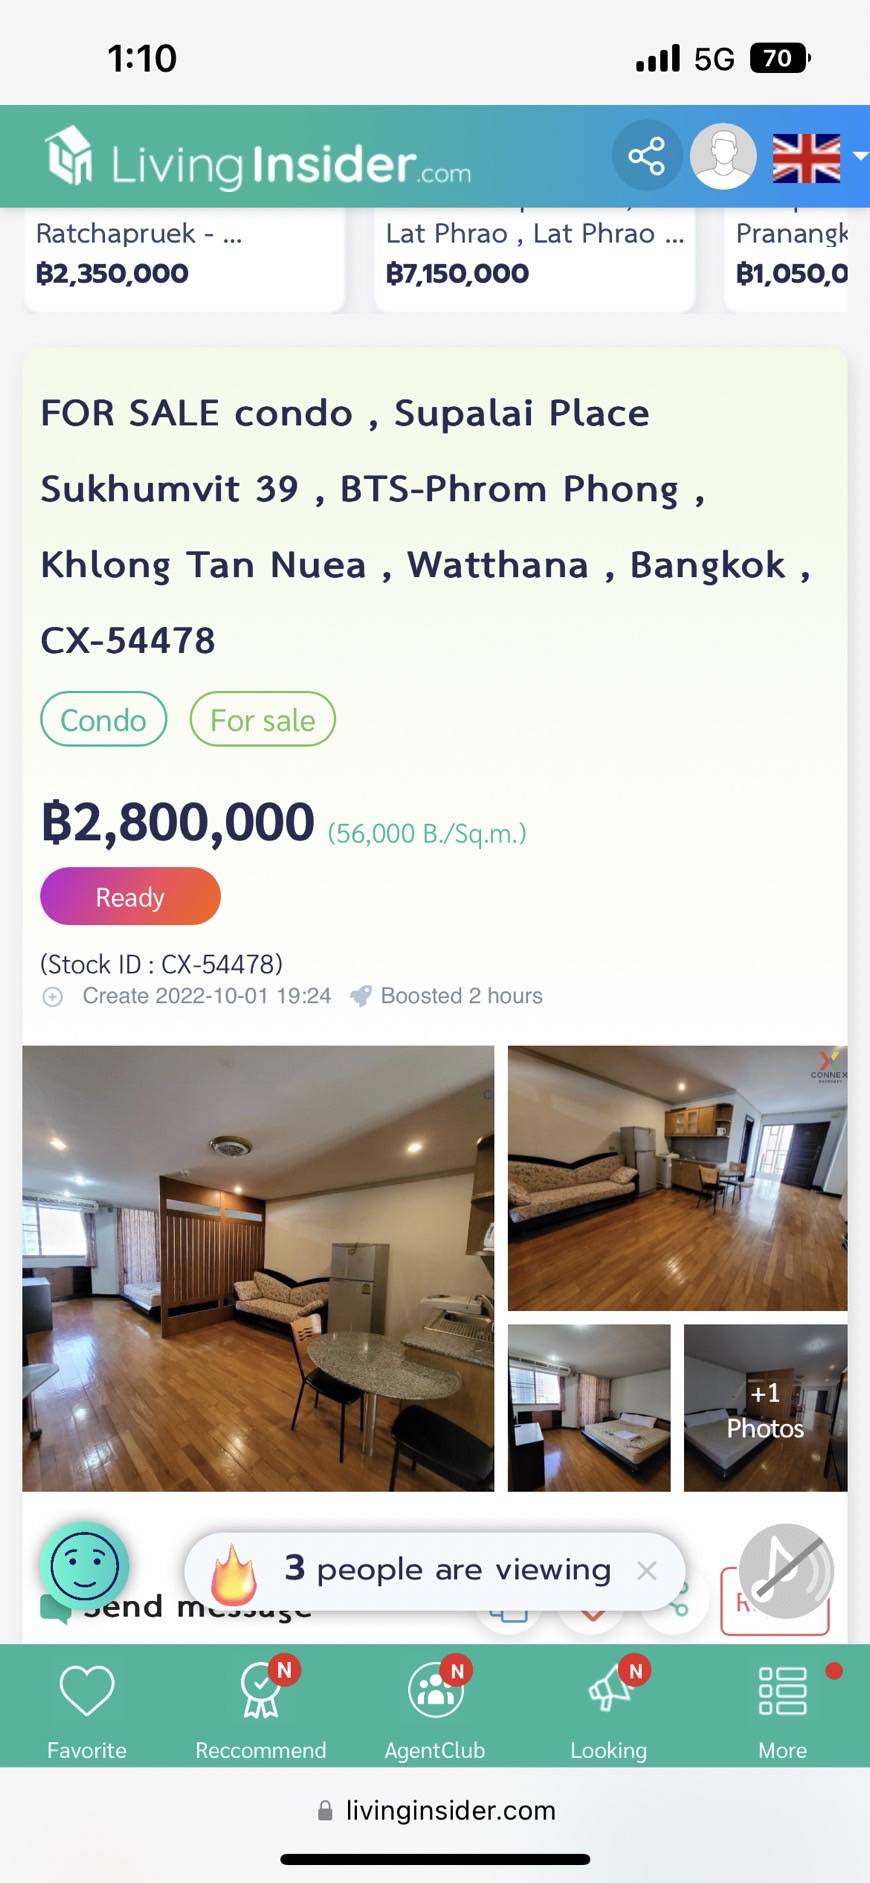 1:10
5G 70
LivingInsider.com
Ratchapruek - ...
฿2,350,000
Lat Phrao , Lat Phrao ...
฿7,150,000
฿1,050,0
FOR SALE condo , Supalai Place
Sukhumvit 39 , BTS-Phrom Phong ,
Khlong Tan Nuea , Watthana , Bangkok ,
CX-54478
Condo For sale
฿2,800,000 (56,000 B./Sq.m.)
Ready
(Stock ID : CX-54478)
Create 2022-10-01 19:24 Boosted 2 hours
CONNEX
+1
Photos
3 people are viewing
Send message
N N N
Favorite Reccommend AgentClub Looking More
livinginsider.com